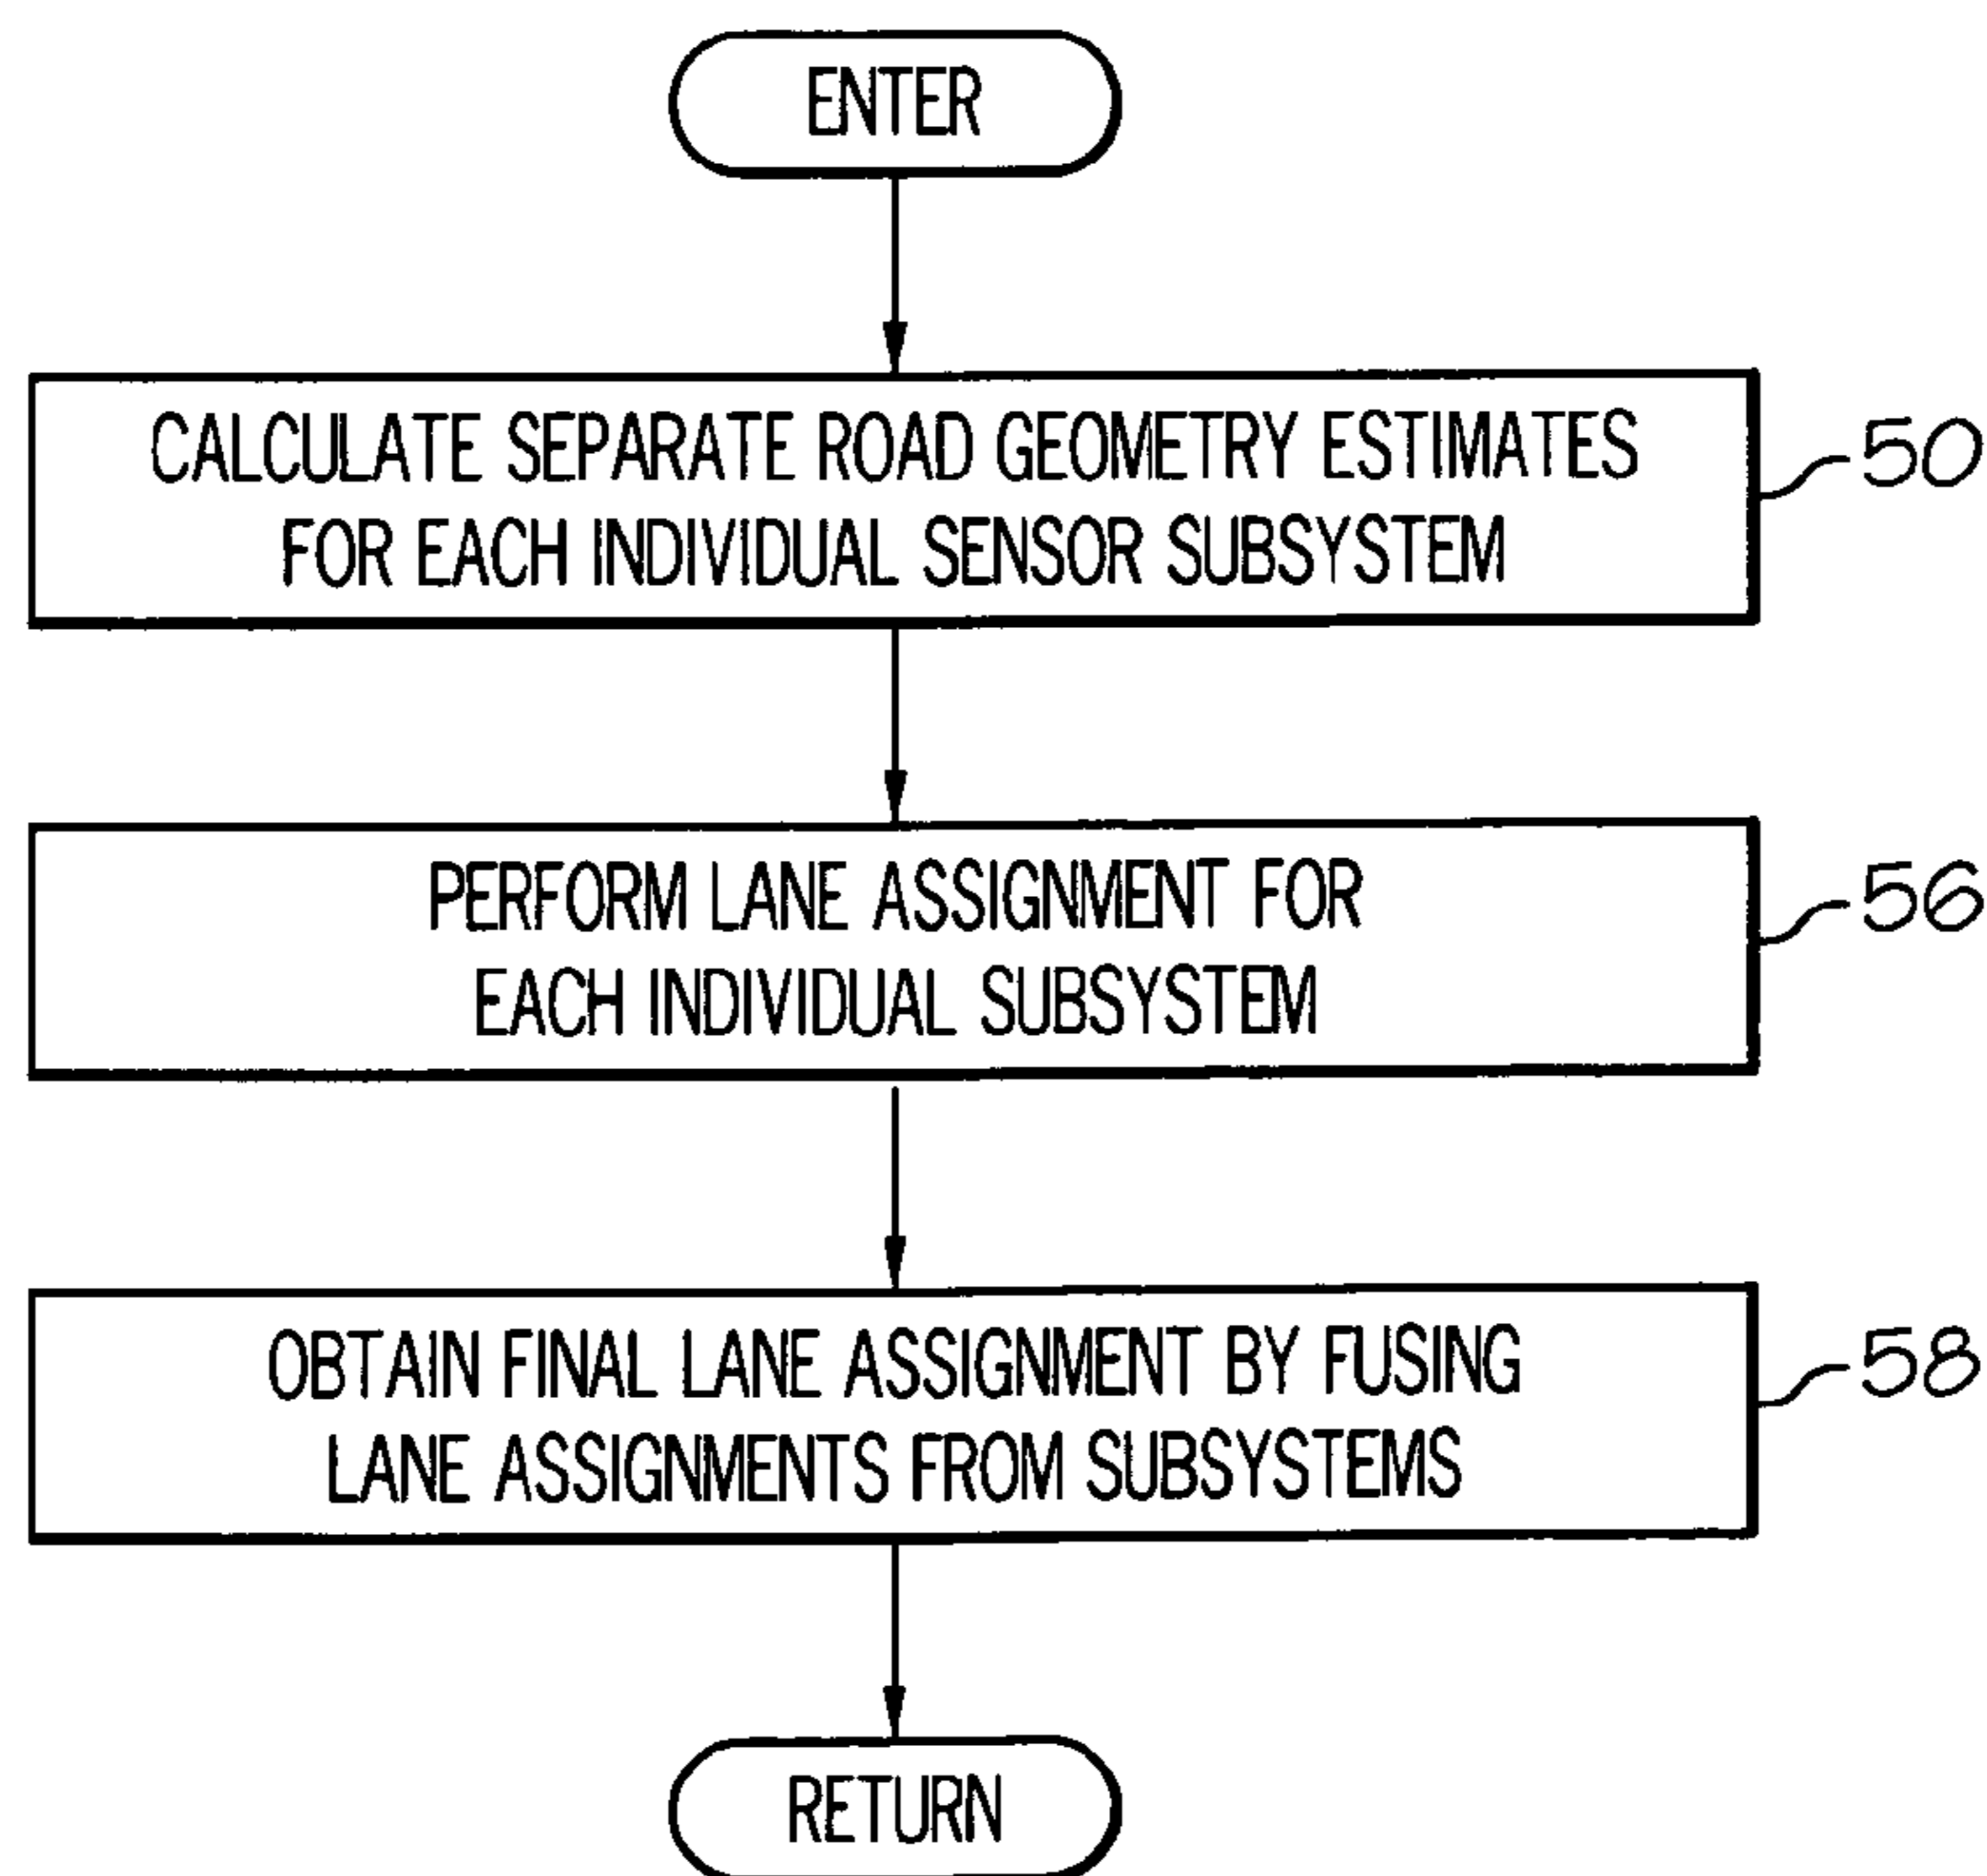 ENTER
CALCULATE SEPARATE ROAD GEOMETRY ESTIMATES
FOR EACH INDIVIDUAL SENSOR SUBSYSTEM
50
PERFORM LANE ASSIGNMENT FOR
EACH INDIVIDUAL SUBSYSTEM
56
OBTAIN FINAL LANE ASSIGNMENT BY FUSING
LANE ASSIGNMENTS FROM SUBSYSTEMS
58
RETURN